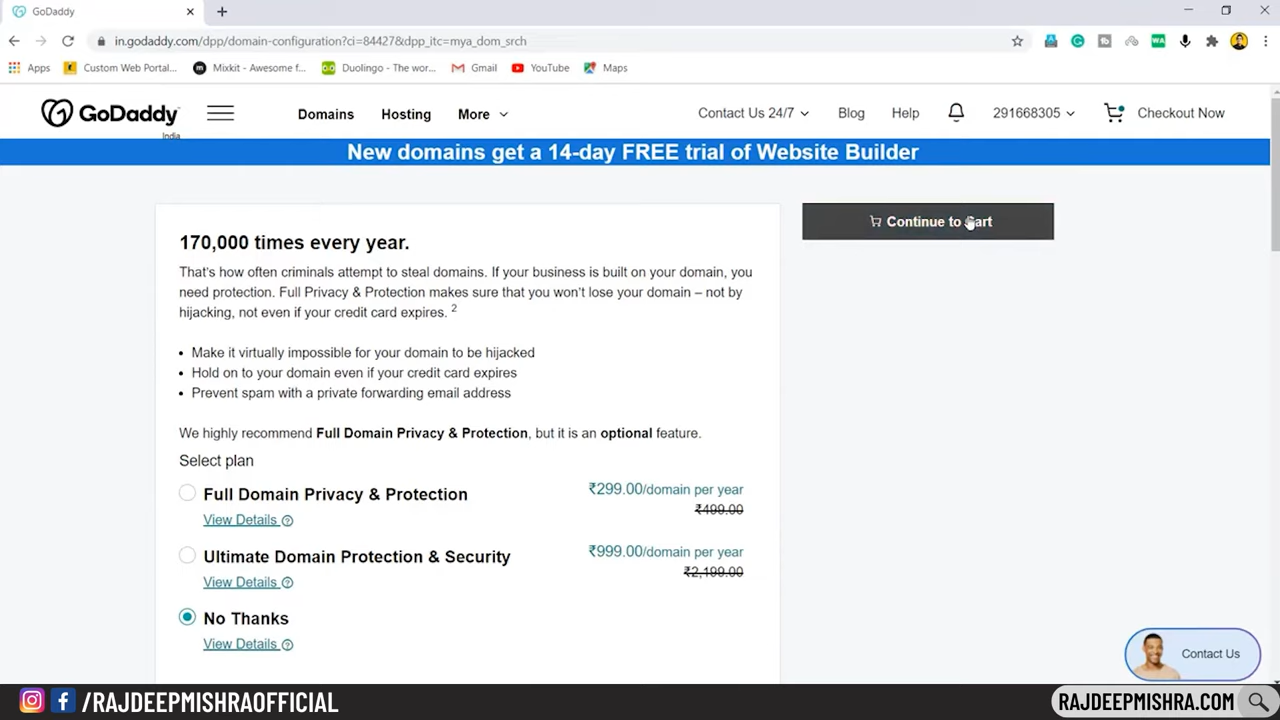 GoDaddy
in.godaddy.com/dpp/domain-configuration?ci=84427&dpp_itc=mya_dom_srch
Apps Custom Web Portal... Mixkit - Awesome f... Duolingo - The wor... Gmail YouTube Maps
GoDaddy India Domains Hosting More Contact Us 24/7 Blog Help 291668305 Checkout Now
New domains get a 14-day FREE trial of Website Builder
Continue to Cart
170,000 times every year.
That's how often criminals attempt to steal domains. If your business is built on your domain, you
need protection. Full Privacy & Protection makes sure that you won't lose your domain – not by
hijacking, not even if your credit card expires. 2
• Make it virtually impossible for your domain to be hijacked
• Hold on to your domain even if your credit card expires
• Prevent spam with a private forwarding email address
We highly recommend Full Domain Privacy & Protection, but it is an optional feature.
Select plan
Full Domain Privacy & Protection ₹299.00/domain per year
₹499.00
View Details ?
Ultimate Domain Protection & Security ₹999.00/domain per year
₹2,199.00
View Details ?
No Thanks
View Details ?
Contact Us
/RAJDEEPMISHRAOFFICIAL RAJDEEPMISHRA.COM